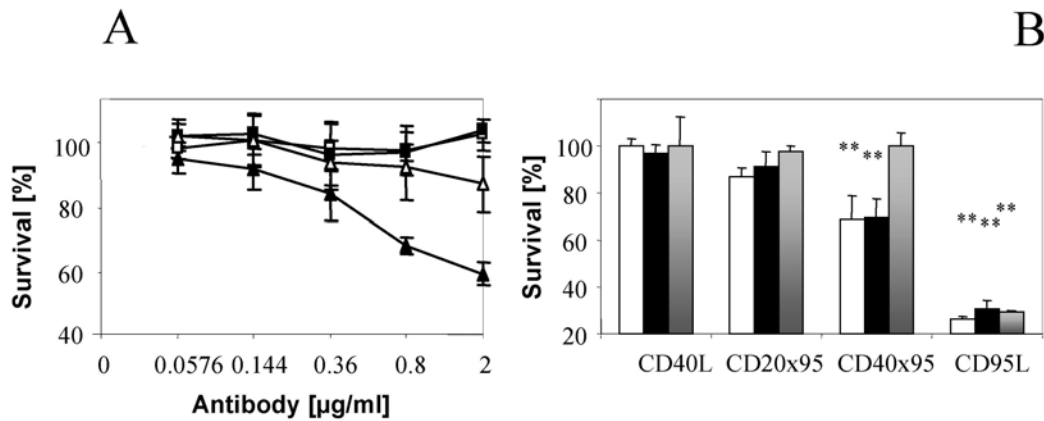 A
B
Survival [%]
100
80
60
40
0 0.0576 0.144 0.36 0.8 2
Antibody [µg/ml]
Survival [%]
100
80
60
40
20
** **
** ** **
CD40L CD20x95 CD40x95 CD95L